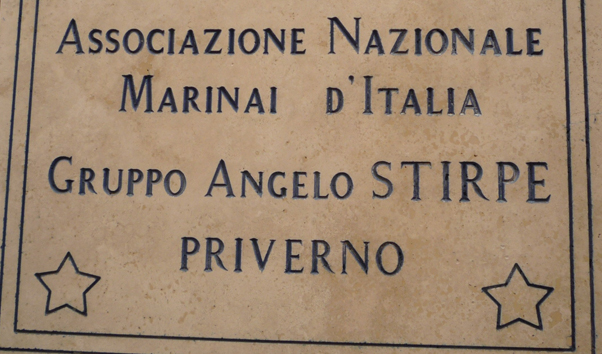 Associazione Nazionale
Marinai d'Italia
Gruppo Angelo STIRPE
PRIVERNO